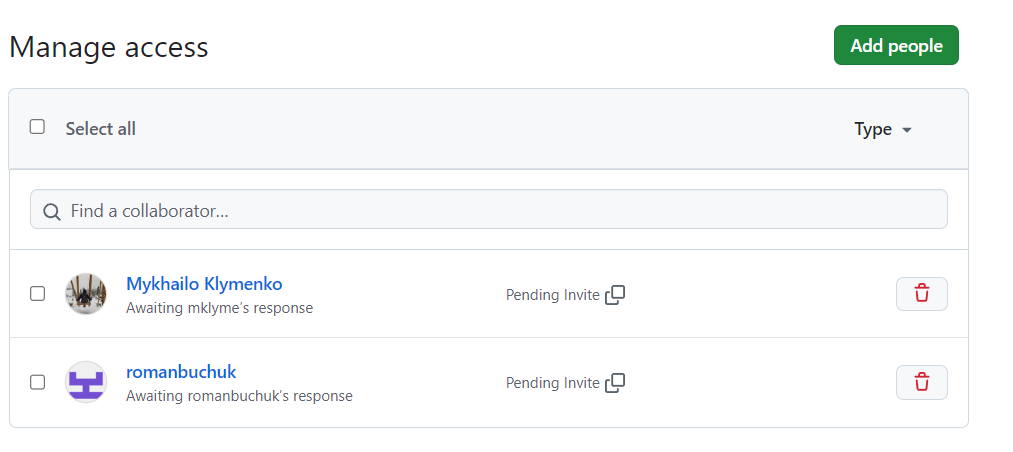 Manage access
Add people
Select all
Type
Find a collaborator...
Mykhailo Klymenko
Awaiting mklyme's response
Pending Invite
romanbuchuk
Awaiting romanbuchuk's response
Pending Invite